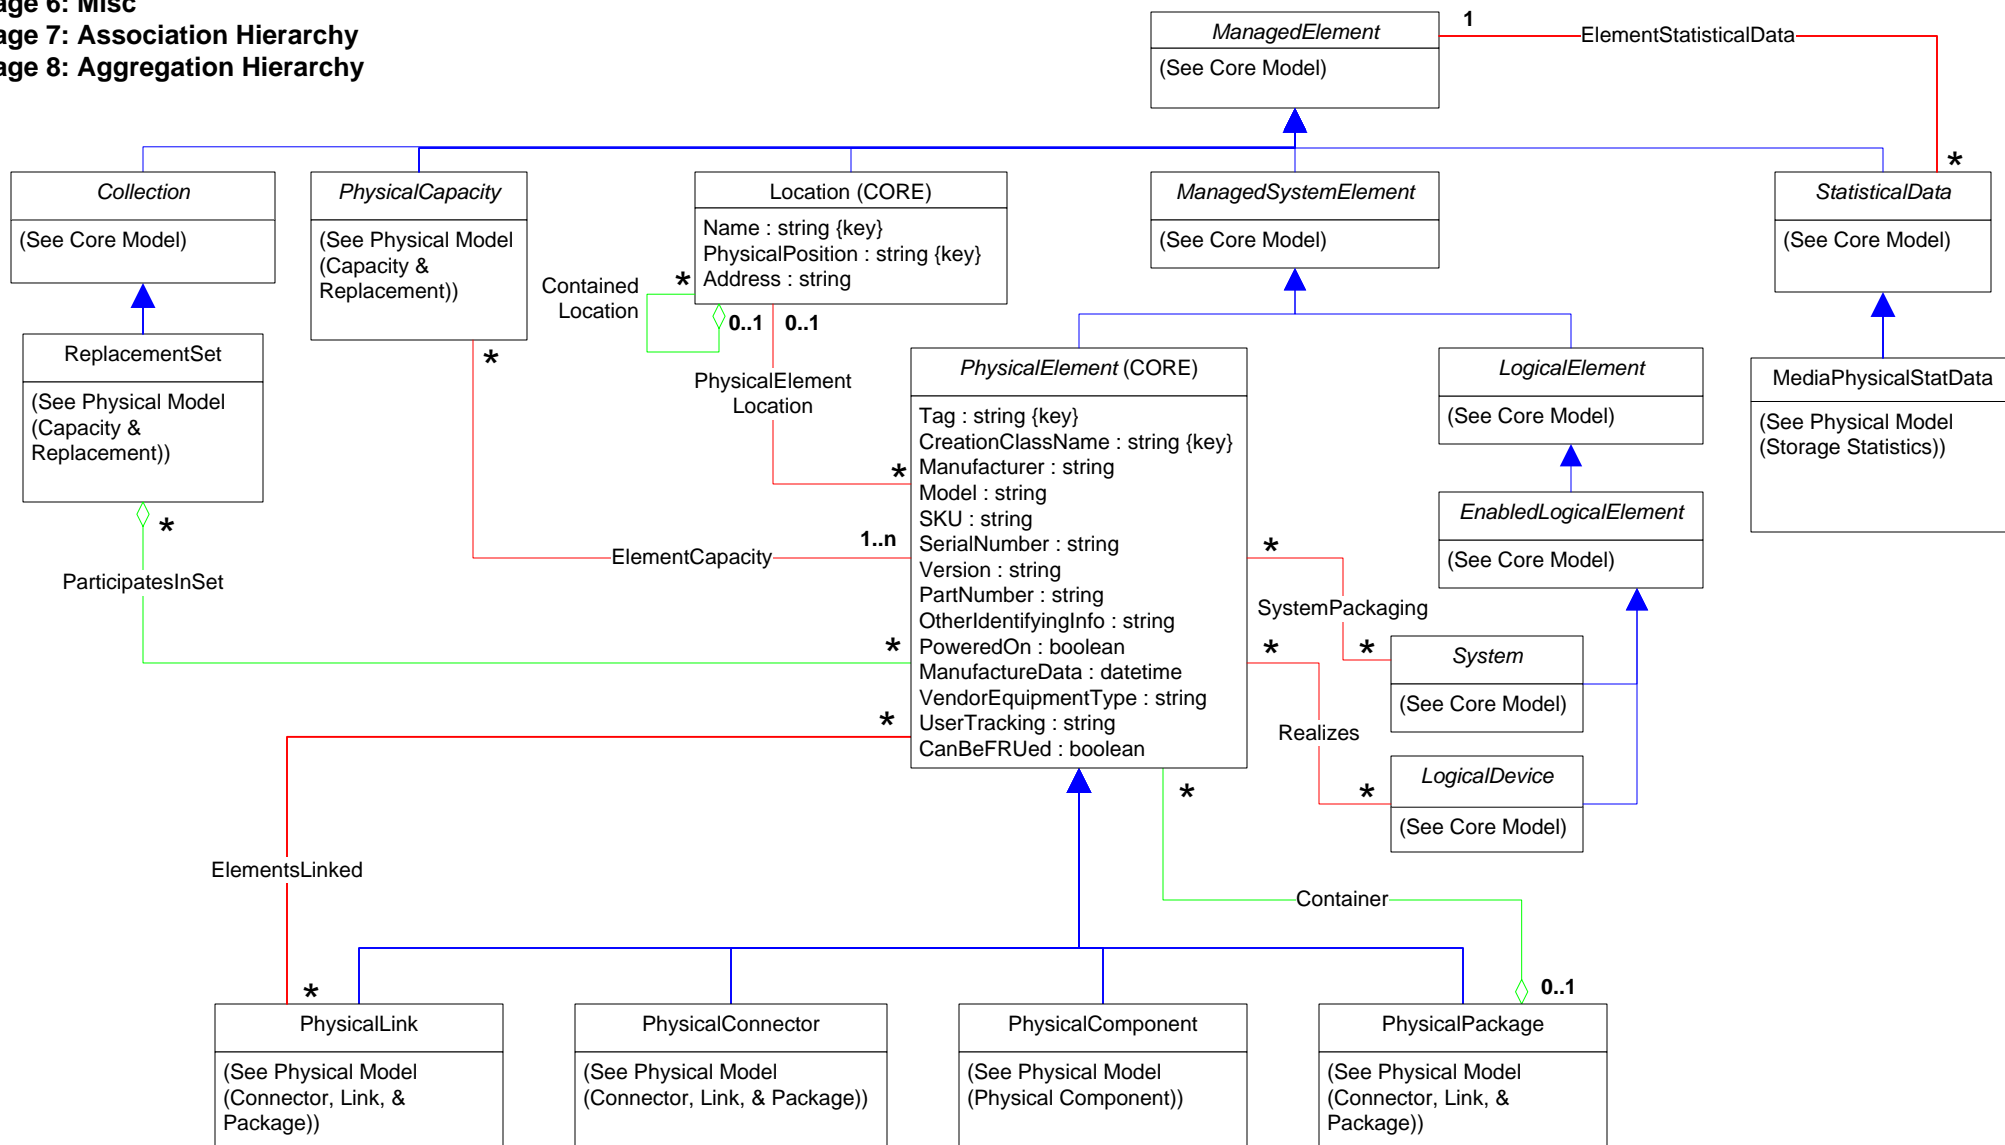 age 6: Misc
age 7: Association Hierarchy
age 8: Aggregation Hierarchy
ManagedElement
(See Core Model)
1
ElementStatisticalData
*
Collection
(See Core Model)
PhysicalCapacity
(See Physical Model
(Capacity &
Replacement))
*
Location (CORE)
Name : string {key}
PhysicalPosition : string {key}
Address : string
Contained
Location
*
0..1
0..1
ManagedSystemElement
(See Core Model)
StatisticalData
(See Core Model)
ReplacementSet
(See Physical Model
(Capacity &
Replacement))
*
ParticipatesInSet
*
PhysicalElement
Location
*
ElementCapacity
1..n
PhysicalElement (CORE)
Tag : string {key}
CreationClassName : string {key}
Manufacturer : string
Model : string
SKU : string
SerialNumber : string
Version : string
PartNumber : string
OtherIdentifyingInfo : string
PoweredOn : boolean
ManufactureData : datetime
VendorEquipmentType : string
UserTracking : string
CanBeFRUed : boolean
LogicalElement
(See Core Model)
MediaPhysicalStatData
(See Physical Model
(Storage Statistics))
EnabledLogicalElement
(See Core Model)
*
SystemPackaging
*
System
(See Core Model)
*
Realizes
*
LogicalDevice
(See Core Model)
*
ElementsLinked
*
*
Container
0..1
PhysicalLink
(See Physical Model
(Connector, Link, &
Package))
PhysicalConnector
(See Physical Model
(Connector, Link, & Package))
PhysicalComponent
(See Physical Model
(Physical Component))
PhysicalPackage
(See Physical Model
(Connector, Link, &
Package))